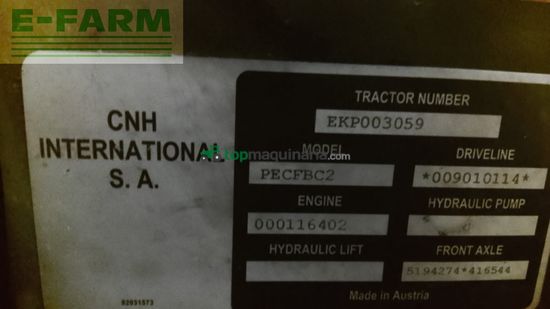 E-FARM
CNH
INTERNATIONAL
S. A.
82031573
TRACTOR NUMBER
EKP003059
MODEL
PECFBC2
DRIVELINE
*009010114*
ENGINE
000116402
HYDRAULIC PUMP
HYDRAULIC LIFT
FRONT AXLE
5194274*416544
Made in Austria
topmaquinaria.com